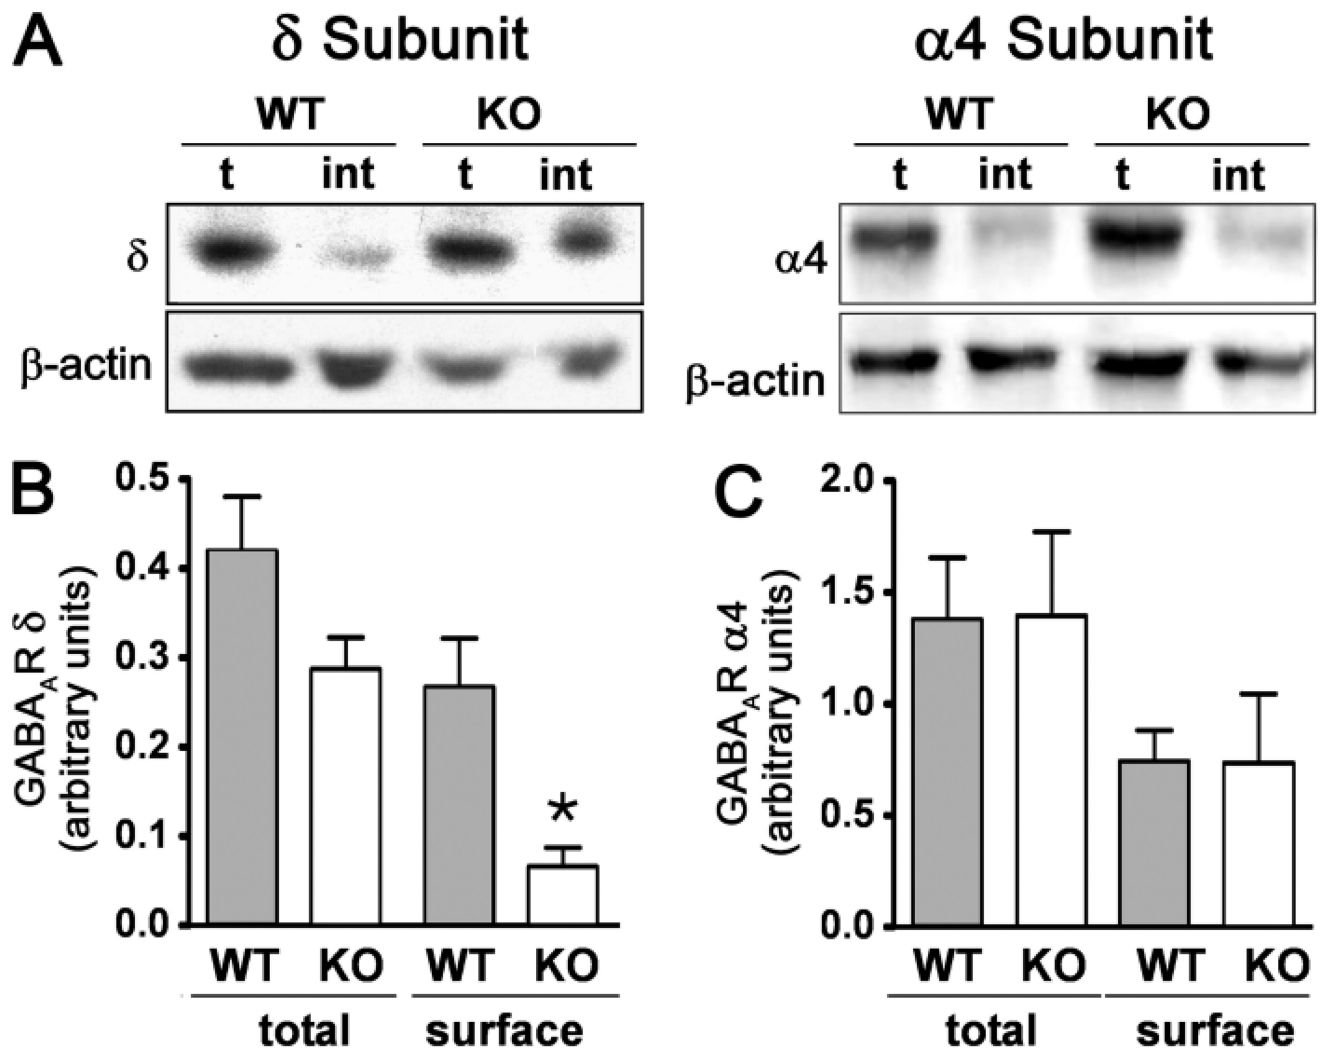 A
δ Subunit
α4 Subunit
WT KO
WT KO
t int t int
t int t int
δ
α4
β-actin
β-actin
B
0.5
0.4
0.3
0.2
0.1
0.0
GABAAR δ
(arbitrary units)
*
WT KO WT KO
total surface
C
2.0
1.5
1.0
0.5
0.0
GABAAR α4
(arbitrary units)
WT KO WT KO
total surface